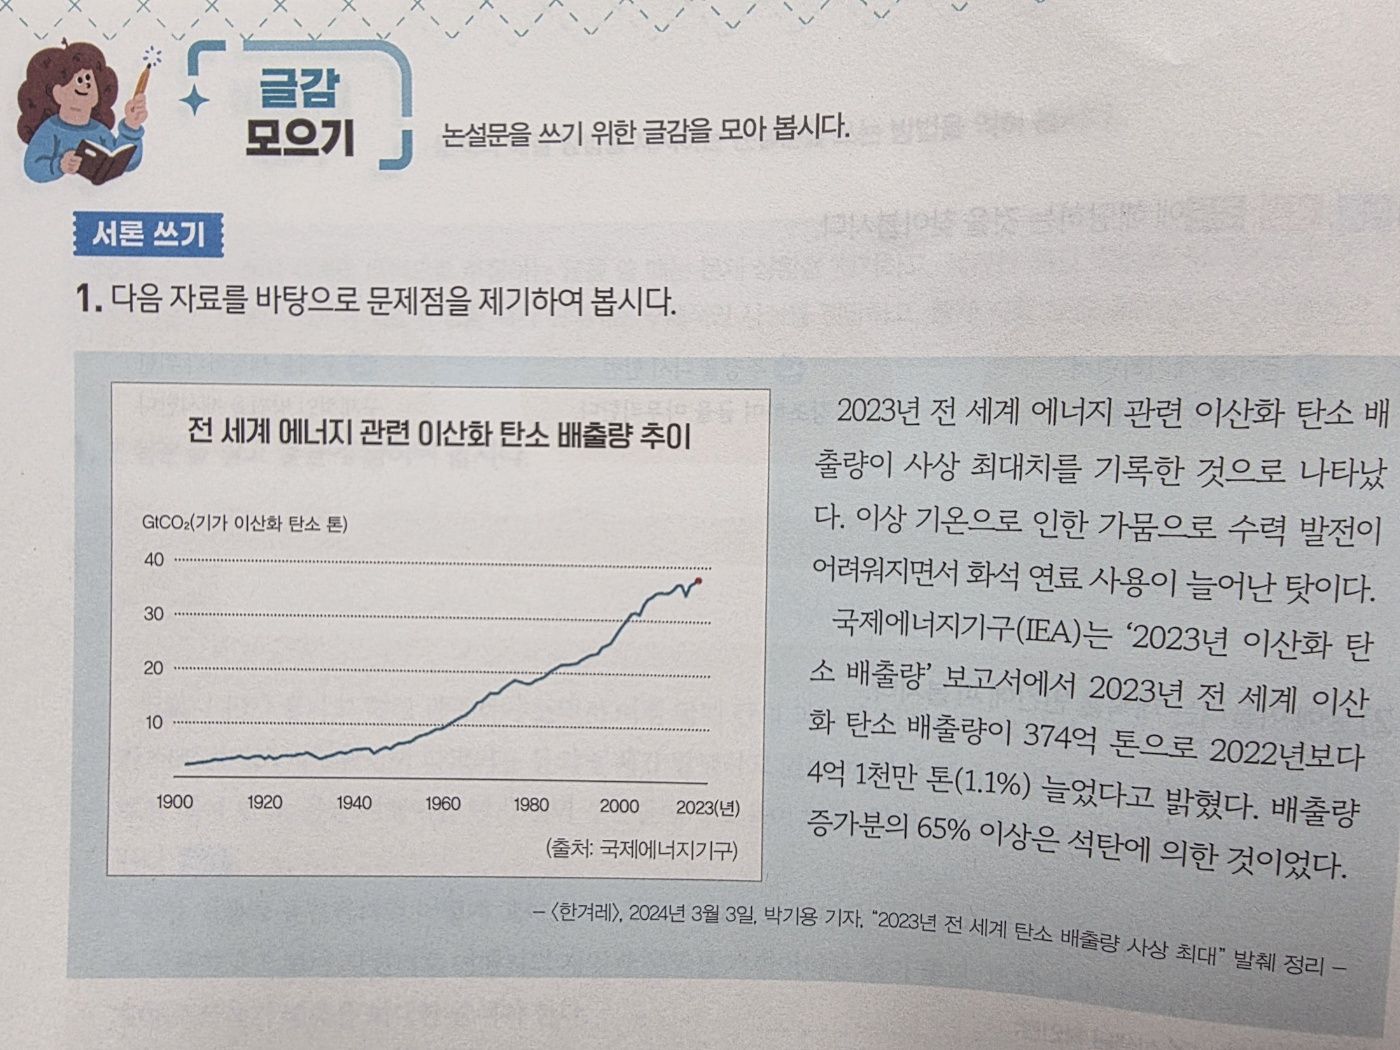 글감
모으기
논설문을 쓰기 위한 글감을 모아 봅시다.
서론 쓰기
1. 다음 자료를 바탕으로 문제점을 제기하여 봅시다.
전 세계 에너지 관련 이산화 탄소 배출량 추이
GtCO₂(기가 이산화 탄소 톤)
40
30
20
10
1900 1920 1940 1960 1980 2000 2023(년)
(출처: 국제에너지기구)
2023년 전 세계 에너지 관련 이산화 탄소 배
출량이 사상 최대치를 기록한 것으로 나타났
다. 이상 기온으로 인한 가뭄으로 수력 발전이
어려워지면서 화석 연료 사용이 늘어난 탓이다.
국제에너지기구(IEA)는 ‘2023년 이산화 탄
소 배출량’ 보고서에서 2023년 전 세계 이산
화 탄소 배출량이 374억 톤으로 2022년보다
4억 1천만 톤(1.1%) 늘었다고 밝혔다. 배출량
증가분의 65% 이상은 석탄에 의한 것이었다.
– 〈한겨레〉, 2024년 3월 3일, 박기용 기자, “2023년 전 세계 탄소 배출량 사상 최대” 발췌 정리 –